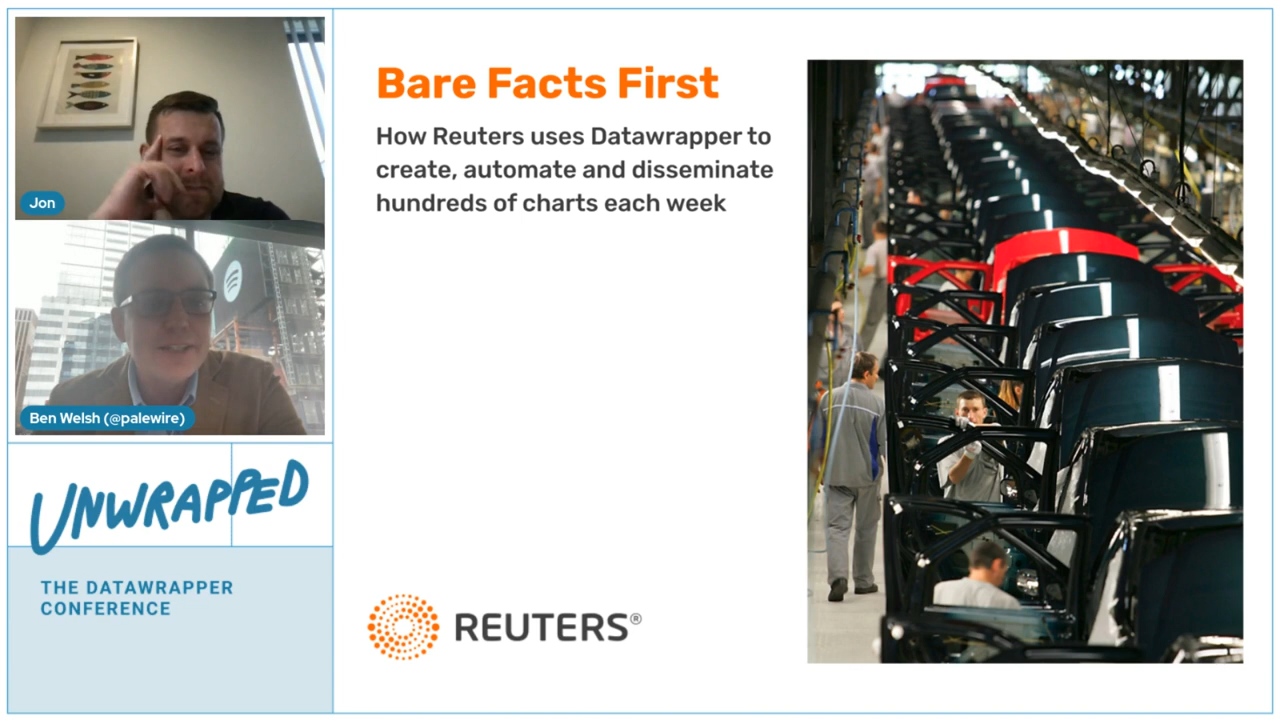 Jon
Ben Welsh (@palewire)
UNWRAPPED
THE DATAWRAPPER
CONFERENCE
Bare Facts First
How Reuters uses Datawrapper to
create, automate and disseminate
hundreds of charts each week
REUTERS®